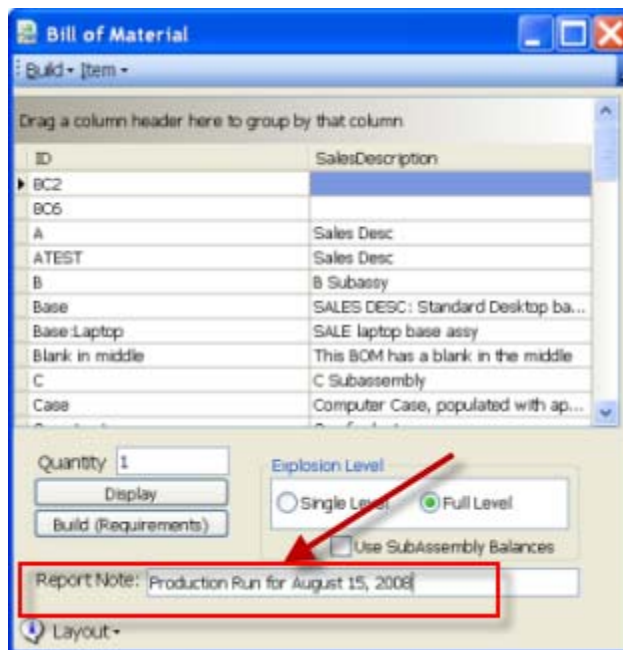 Bill of Material
Build Item
Drag a column header here to group by that column
ID SalesDescription
BC2
BC6
A Sales Desc
ATEST Sales Desc
B B Subassy
Base SALES DESC: Standard Desktop ba...
Base:Laptop SALE laptop base assy
Blank in middle This BOM has a blank in the middle
C C Subassembly
Case Computer Case, populated with ap...
Quantity 1
Explosion Level
Display
Single Level Full Level
Build (Requirements)
Use SubAssembly Balances
Report Note: Production Run for August 15, 2008
Layout